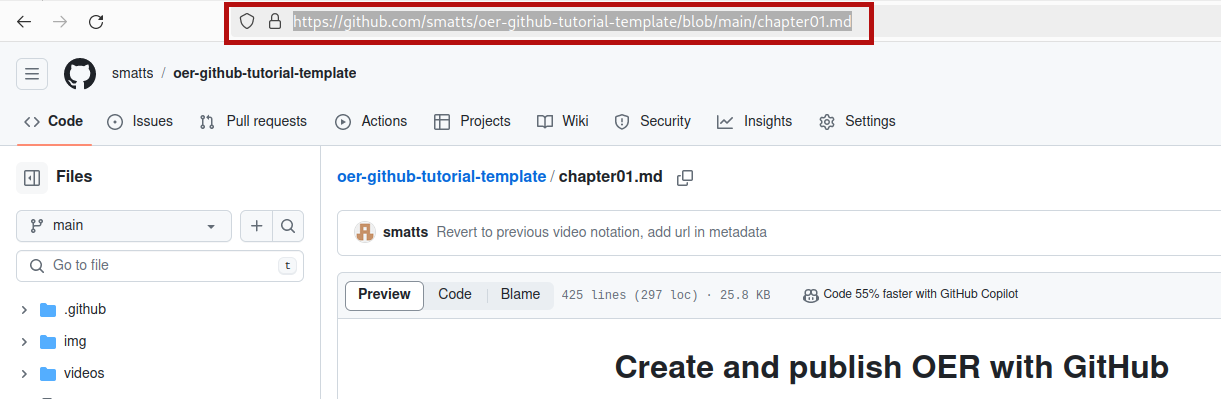 https://github.com/smatts/oer-github-tutorial-template/blob/main/chapter01.md
smatts / oer-github-tutorial-template
Code Issues Pull requests Actions Projects Wiki Security Insights Settings
Files
main
Go to file t
.github
img
videos
oer-github-tutorial-template / chapter01.md
smatts Revert to previous video notation, add url in metadata
Preview Code Blame 425 lines (297 loc) · 25.8 KB Code 55% faster with GitHub Copilot
Create and publish OER with GitHub